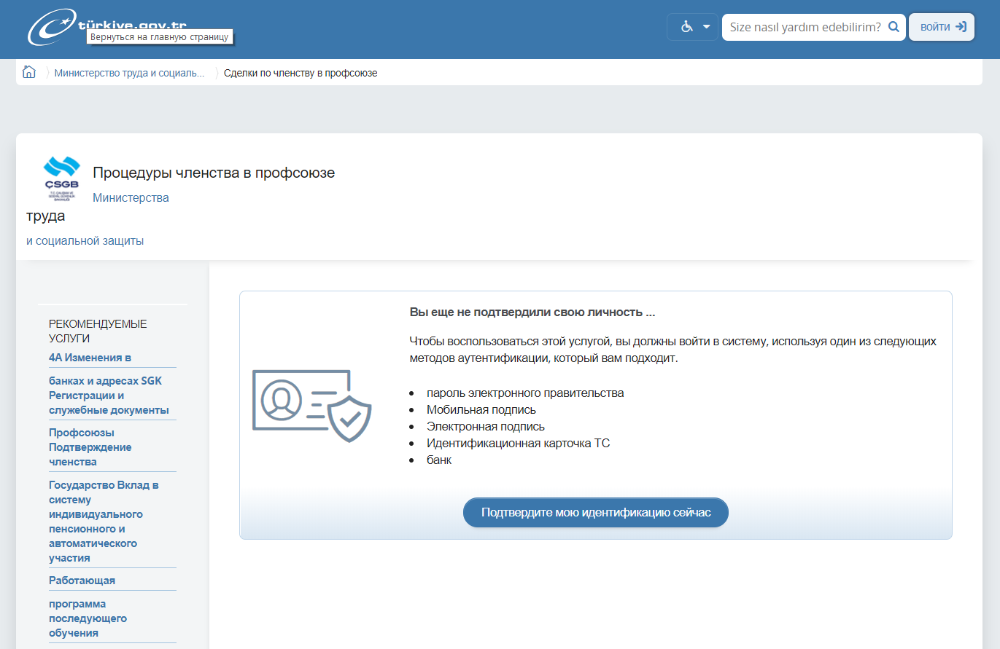 türkiye.gov.tr
Вернуться на главную страницу
Size nasıl yardım edebilirim?
ВОЙТИ
Министерство труда и социаль...
Сделки по членству в профсоюзе
ÇSGB
T.C. ÇALIŞMA VE
SOSYAL GÜVENLİK
BAKANLIĞI
Процедуры членства в профсоюзе
Министерства
труда
и социальной защиты
РЕКОМЕНДУЕМЫЕ
УСЛУГИ
4A Изменения в
банках и адресах SGK
Регистрации и
служебные документы
Профсоюзы
Подтверждение
членства
Государство Вклад в
систему
индивидуального
пенсионного и
автоматического
участия
Работающая
программа
последующего
обучения
Вы еще не подтвердили свою личность ...
Чтобы воспользоваться этой услугой, вы должны войти в систему, используя один из следующих
методов аутентификации, который вам подходит.
пароль электронного правительства
Мобильная подпись
Электронная подпись
Идентификационная карточка ТС
банк
Подтвердите мою идентификацию сейчас